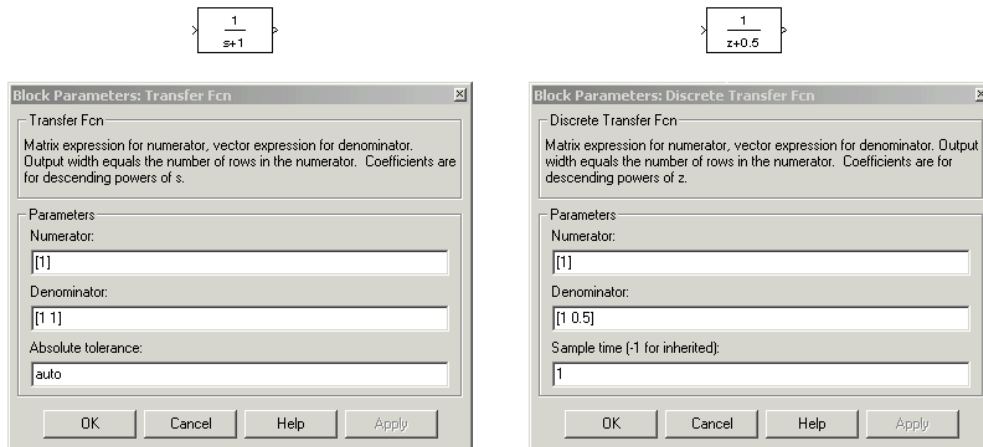 1
s+1
1
z+0.5
Block Parameters: Transfer Fcn
Transfer Fcn
Matrix expression for numerator, vector expression for denominator.
Output width equals the number of rows in the numerator. Coefficients are
for descending powers of s.
Parameters
Numerator:
[1]
Denominator:
[1 1]
Absolute tolerance:
auto
OK Cancel Help Apply
Block Parameters: Discrete Transfer Fcn
Discrete Transfer Fcn
Matrix expression for numerator, vector expression for denominator. Output
width equals the number of rows in the numerator. Coefficients are for
descending powers of z.
Parameters
Numerator:
[1]
Denominator:
[1 0.5]
Sample time (-1 for inherited):
1
OK Cancel Help Apply